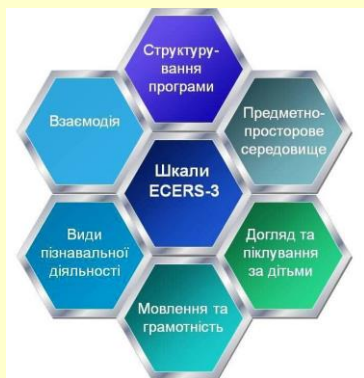 Структуру-
вання
програми
Взаємодія
Предметно-
просторове
середовище
Шкали
ECERS-3
Види
пізнавальної
діяльності
Догляд та
піклування
за дітьми
Мовлення та
грамотність